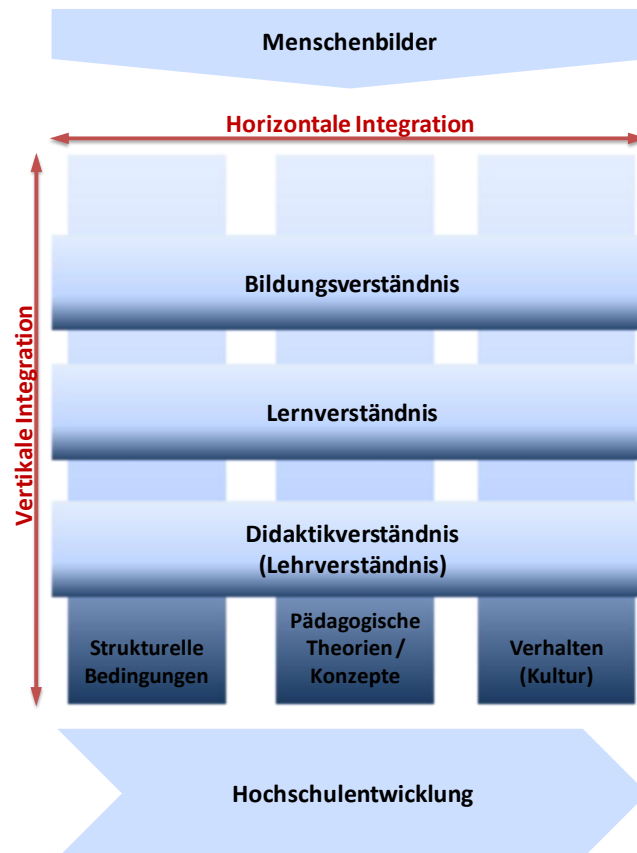 Menschenbilder
Horizontale Integration
Vertikale Integration
Bildungsverständnis
Lernverständnis
Didaktikverständnis
(Lehrverständnis)
Strukturelle
Bedingungen
Pädagogische
Theorien /
Konzepte
Verhalten
(Kultur)
Hochschulentwicklung